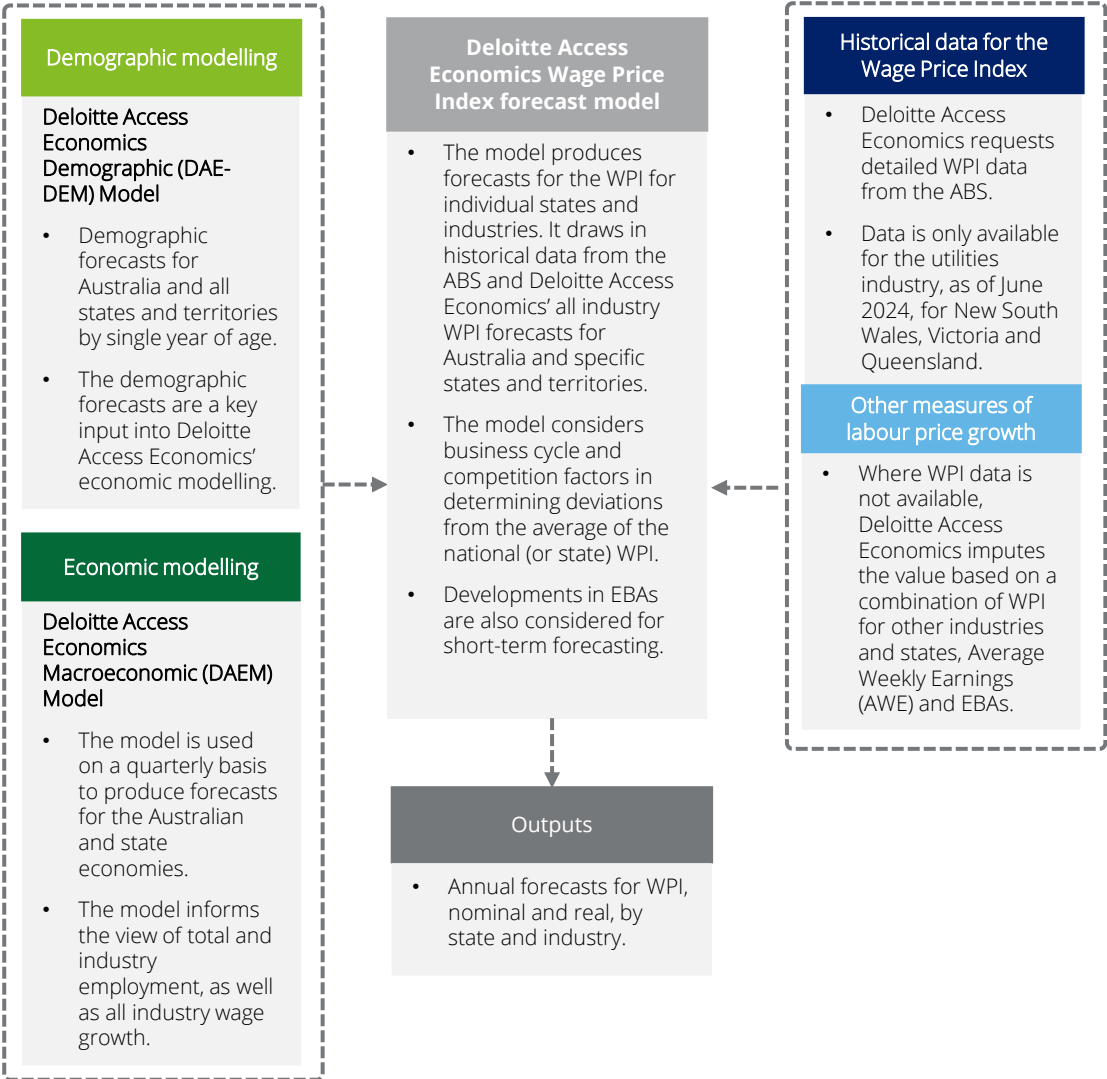 Demographic modelling
Deloitte Access
Economics
Demographic (DAE-
DEM) Model
• Demographic
forecasts for
Australia and all
states and territories
by single year of age.
• The demographic
forecasts are a key
input into Deloitte
Access Economics’
economic modelling.
Economic modelling
Deloitte Access
Economics
Macroeconomic (DAEM)
Model
• The model is used
on a quarterly basis
to produce forecasts
for the Australian
and state
economies.
• The model informs
the view of total and
industry
employment, as well
as all industry wage
growth.
Deloitte Access
Economics Wage Price
Index forecast model
• The model produces
forecasts for the WPI for
individual states and
industries. It draws in
historical data from the
ABS and Deloitte Access
Economics’ all industry
WPI forecasts for
Australia and specific
states and territories.
• The model considers
business cycle and
competition factors in
determining deviations
from the average of the
national (or state) WPI.
• Developments in EBAs
are also considered for
short-term forecasting.
Outputs
• Annual forecasts for WPI,
nominal and real, by
state and industry.
Historical data for the
Wage Price Index
• Deloitte Access
Economics requests
detailed WPI data
from the ABS.
• Data is only available
for the utilities
industry, as of June
2024, for New South
Wales, Victoria and
Queensland.
Other measures of
labour price growth
• Where WPI data is
not available,
Deloitte Access
Economics imputes
the value based on a
combination of WPI
for other industries
and states, Average
Weekly Earnings
(AWE) and EBAs.